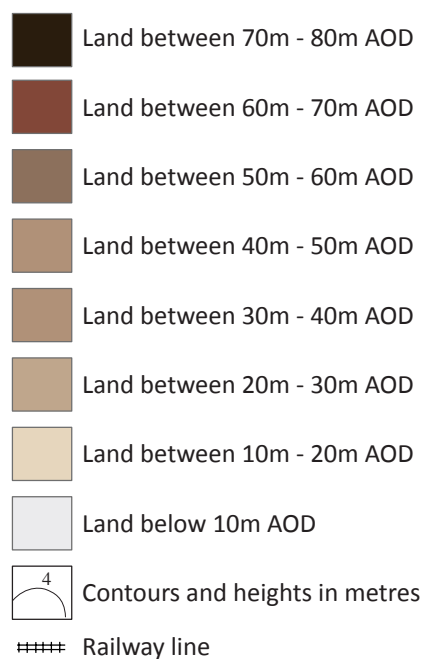 Land between 70m - 80m AOD
Land between 60m - 70m AOD
Land between 50m - 60m AOD
Land between 40m - 50m AOD
Land between 30m - 40m AOD
Land between 20m - 30m AOD
Land between 10m - 20m AOD
Land below 10m AOD
4 Contours and heights in metres
Railway line